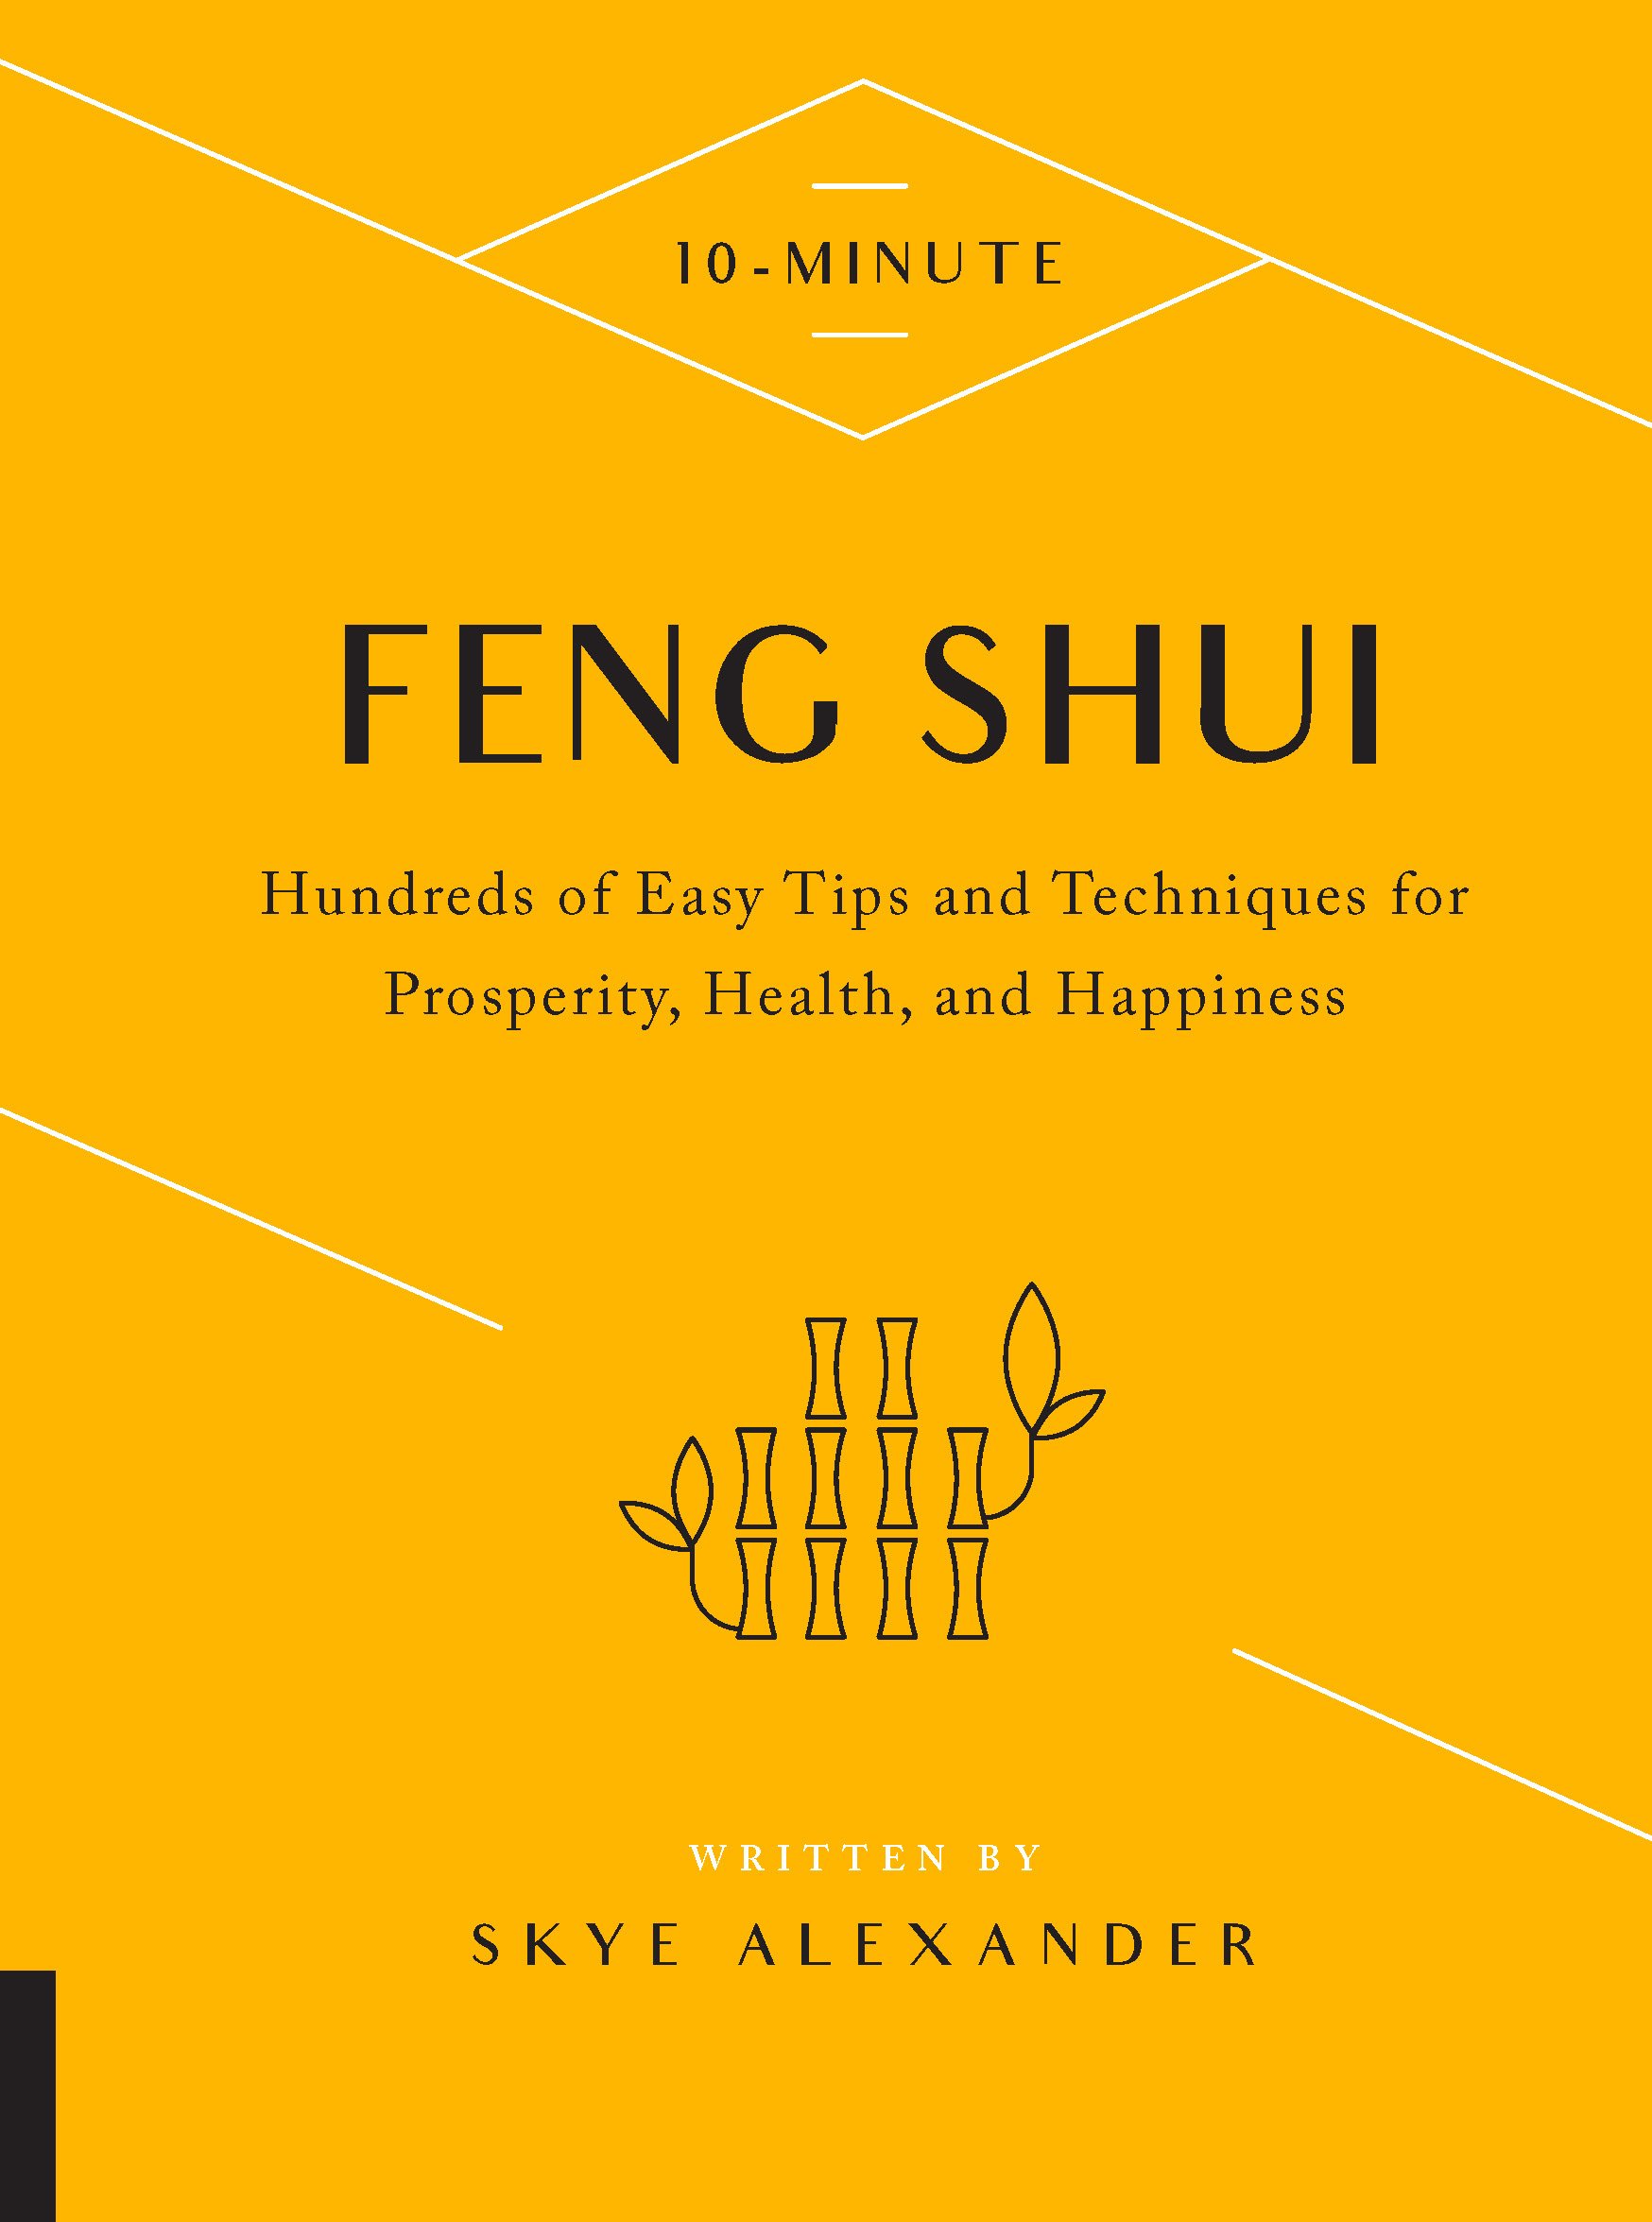 10-MINUTE
FENG SHUI
Hundreds of Easy Tips and Techniques for
Prosperity, Health, and Happiness
WRITTEN BY
SKYE ALEXANDER